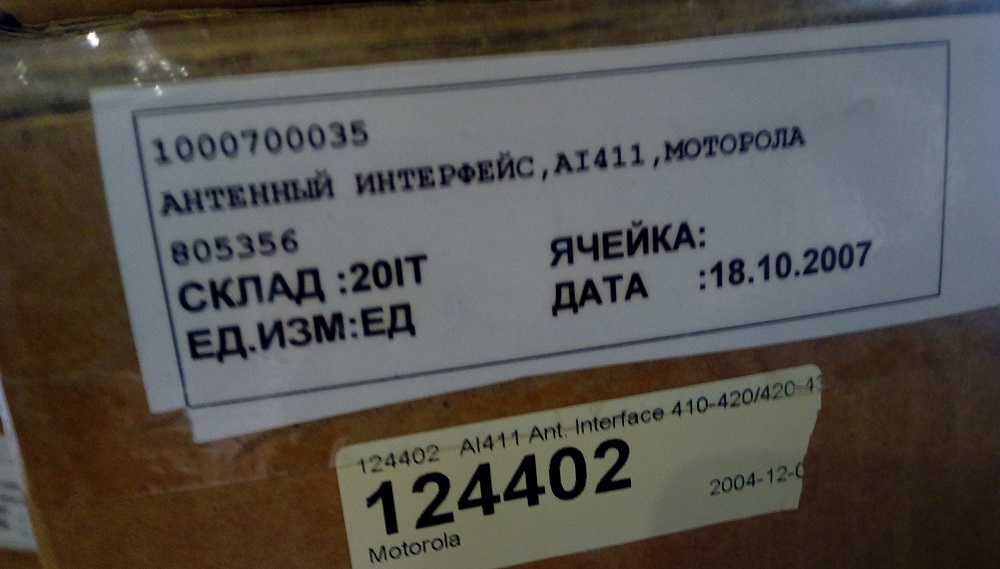 1000700035
АНТЕННЫЙ ИНТЕРФЕЙС,AI411,МОТОРОЛА
805356
СКЛАД :20IT ЯЧЕЙКА:
ЕД.ИЗМ:ЕД ДАТА :18.10.2007
124402 AI411 Ant. Interface 410-420/420-43
124402
2004-12-0
Motorola